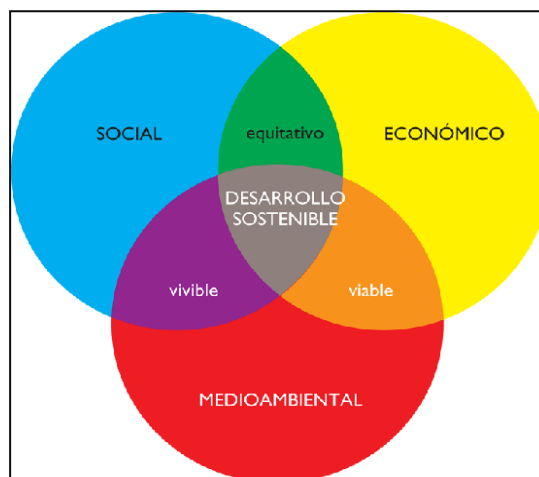 SOCIAL
equitativo
ECONÓMICO
DESARROLLO
SOSTENIBLE
vivible
viable
MEDIOAMBIENTAL